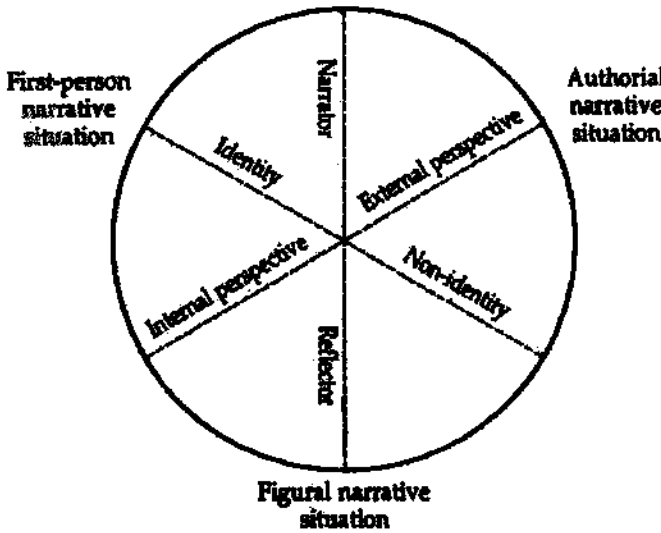 First-person
narrative
situation
Narrator
Authorial
narrative
situation
Identity
External perspective
Internal perspective
Non-identity
Reflector
Figural narrative
situation